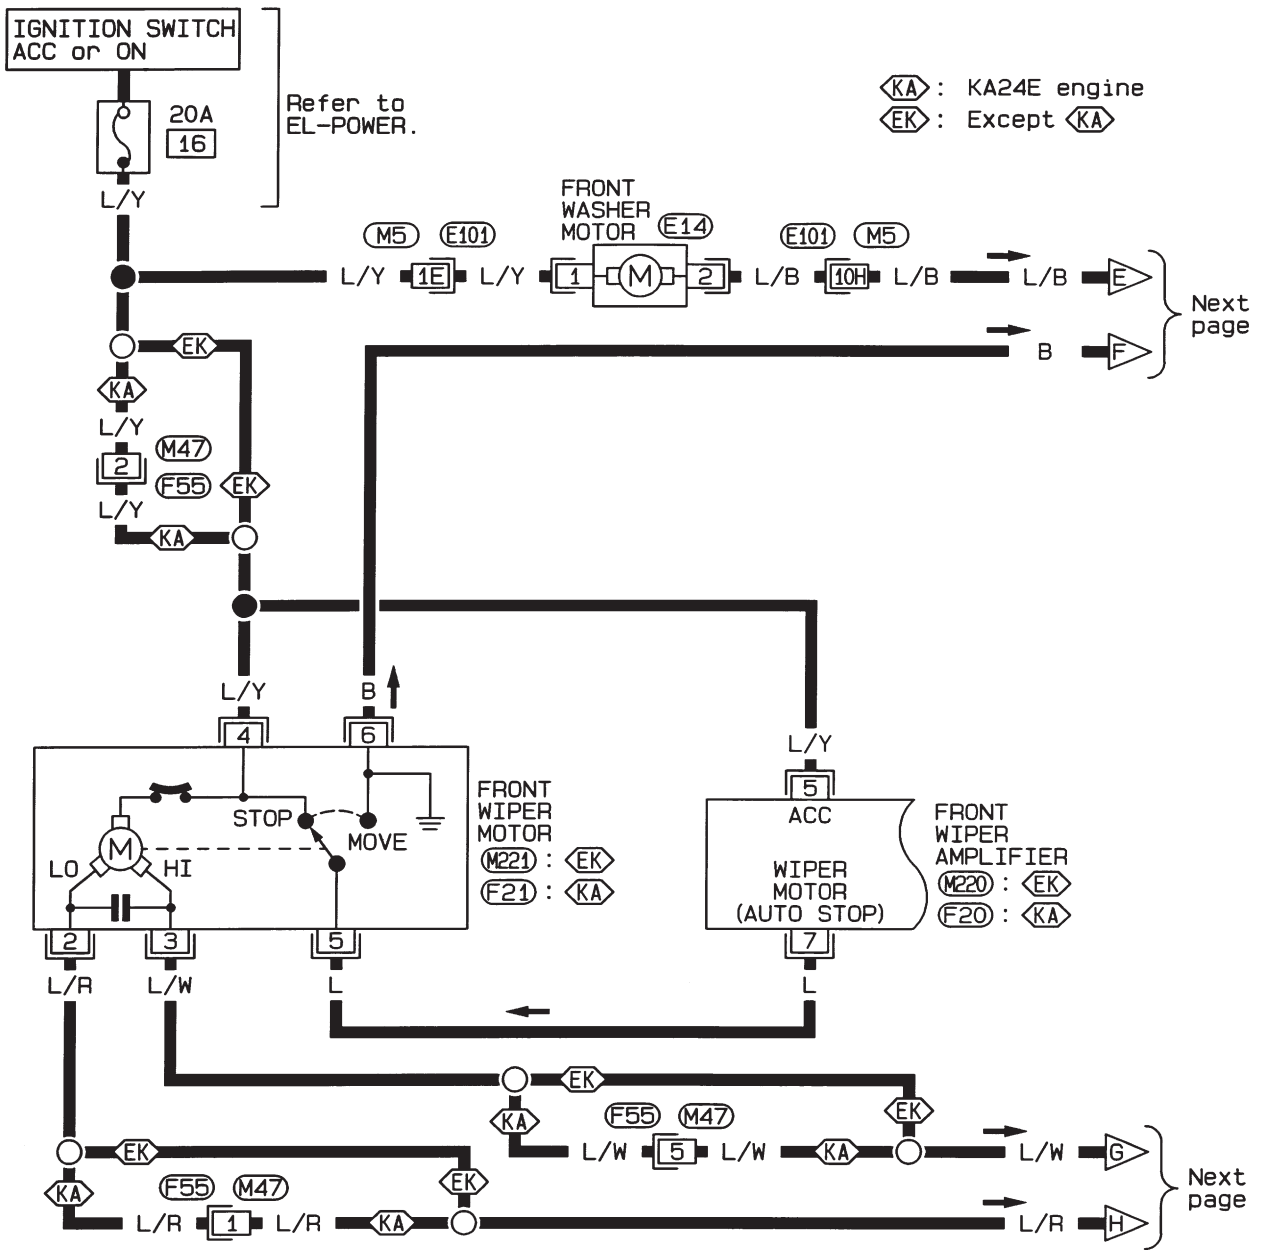 IGNITION SWITCH
ACC or ON
20A
16
Refer to
EL-POWER.
KA : KA24E engine
EK : Except KA
L/Y
FRONT
WASHER
MOTOR
E14
M5
E101
E101
M5
L/Y
1E
L/Y
1
M
2
L/B
10H
L/B
L/B
E
Next
page
B
F
EK
KA
L/Y
M47
2
F55
EK
L/Y
KA
L/Y
B
4
6
L/Y
5
ACC
WIPER
MOTOR
(AUTO STOP)
7
L
FRONT
WIPER
AMPLIFIER
M220 : EK
F20 : KA
STOP
MOVE
M
LO
HI
FRONT
WIPER
MOTOR
M221 : EK
F21 : KA
2
3
5
L/R
L/W
L
EK
KA
F55
M47
EK
L/W
5
L/W
KA
L/W
G
EK
KA
F55
M47
EK
L/R
1
L/R
KA
L/R
H
Next
page